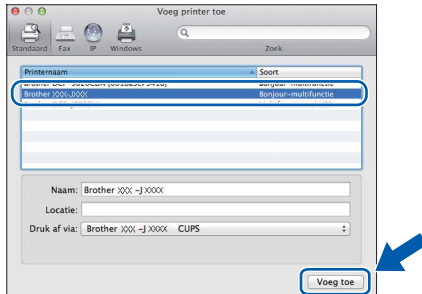 Voeg printer toe
Standaard Fax IP Windows Zoek
Printernaam Soort
Brother XXX-JXXX Bonjour-multifunctie
Naam: Brother XXX -J XXXX
Locatie:
Druk af via: Brother XXX -J XXXX CUPS
Voeg toe